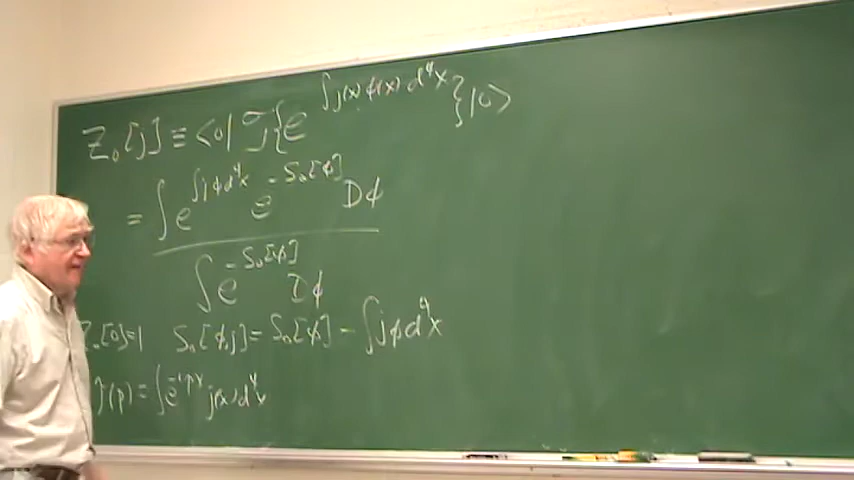 Z₀[j] ≡ <0| T{e^{∫j(x)φ(x)d⁴x}}|0>
= ∫e^{∫jφd⁴x} e^{-S₀[φ]} Dφ
∫e^{-S₀[φ]} Dφ
Z₀[0]=1 S₀[φ,j] = S₀[φ] - ∫jφd⁴x
j̃(p) = ∫e^{-ipx} j(x)d⁴x